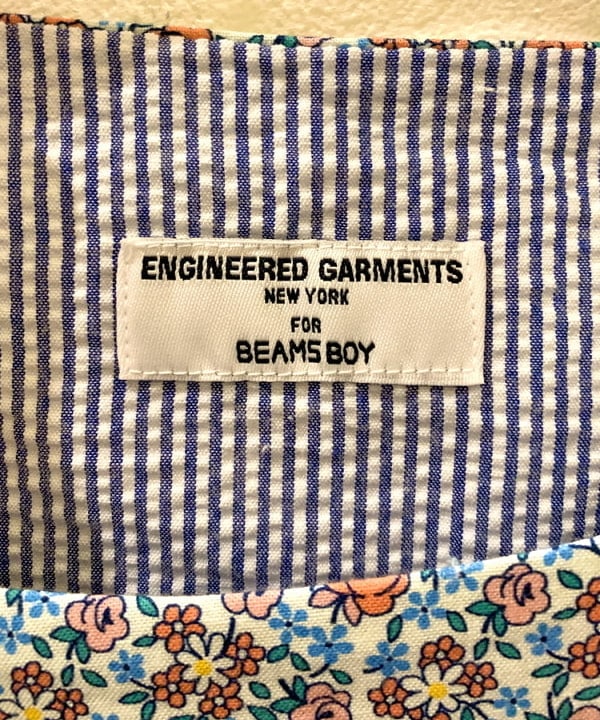 ENGINEERED GARMENTS
NEW YORK
FOR
BEAMS BOY